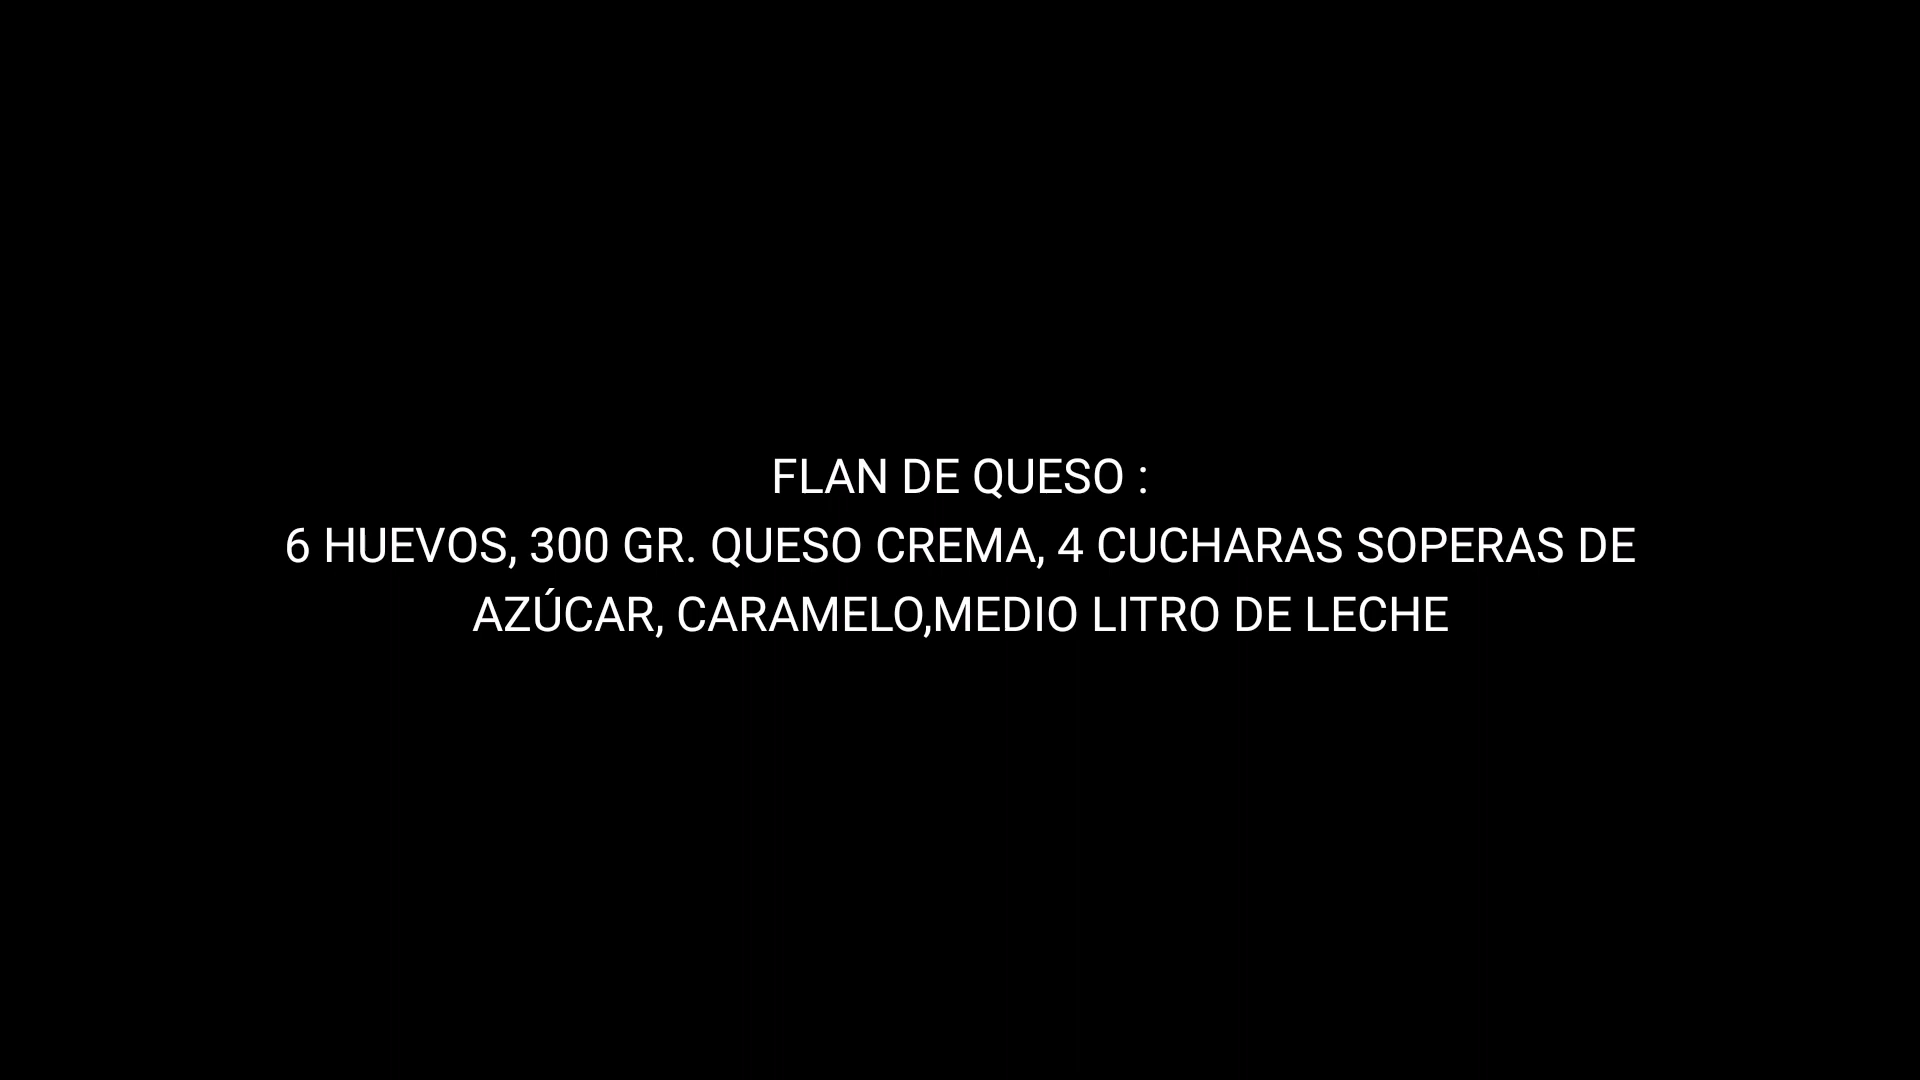 FLAN DE QUESO :
6 HUEVOS, 300 GR. QUESO CREMA, 4 CUCHARAS SOPERAS DE
AZÚCAR, CARAMELO,MEDIO LITRO DE LECHE